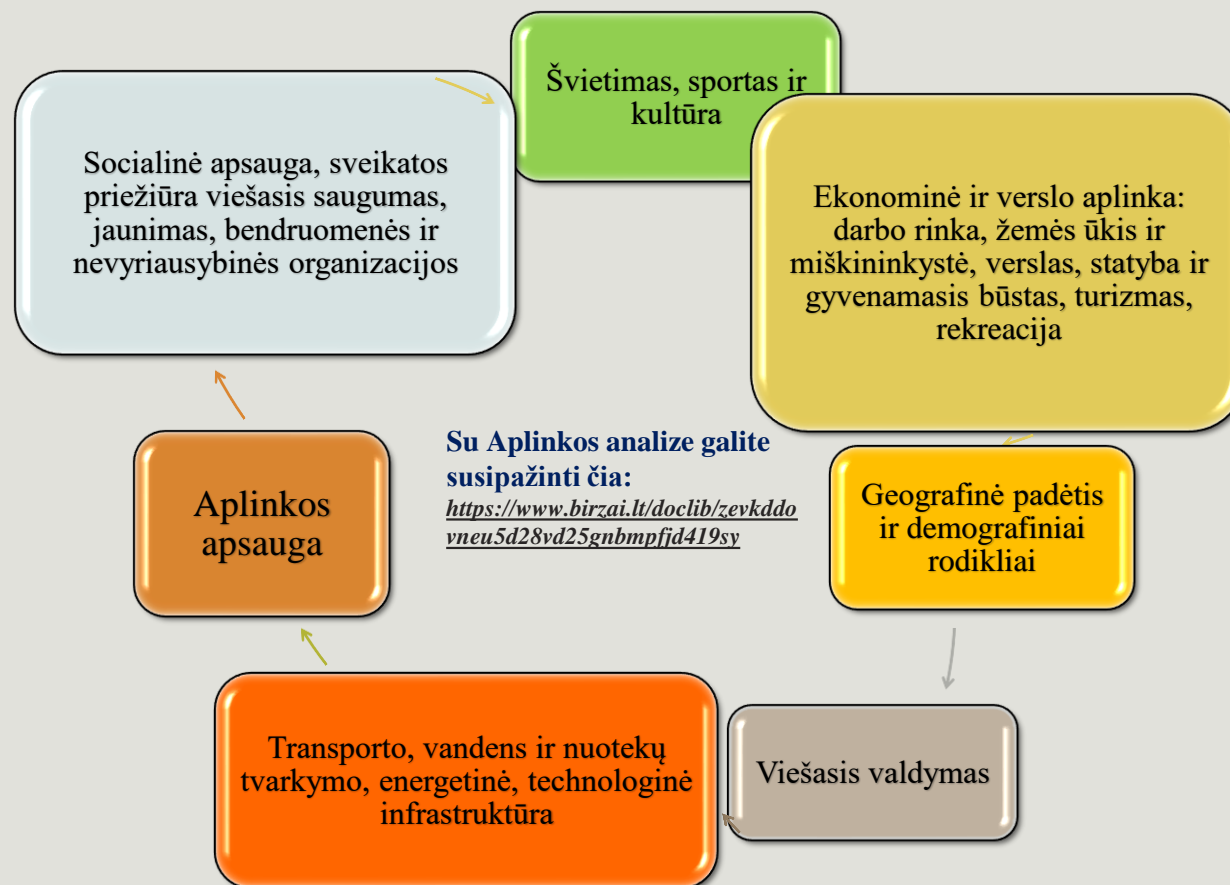 Švietimas, sportas ir
kultūra
Socialinė apsauga, sveikatos
priežiūra viešasis saugumas,
jaunimas, bendruomenės ir
nevyriausybinės organizacijos
Ekonominė ir verslo aplinka:
darbo rinka, žemės ūkis ir
miškininkystė, verslas, statyba ir
gyvenamasis būstas, turizmas,
rekreacija
Su Aplinkos analize galite
susipažinti čia:
https://www.birzai.lt/doclib/zevkddo
vneu5d28vd25gnbmpfjd419sy
Aplinkos
apsauga
Geografinė padėtis
ir demografiniai
rodikliai
Transporto, vandens ir nuotekų
tvarkymo, energetinė, technologinė
infrastruktūra
Viešasis valdymas